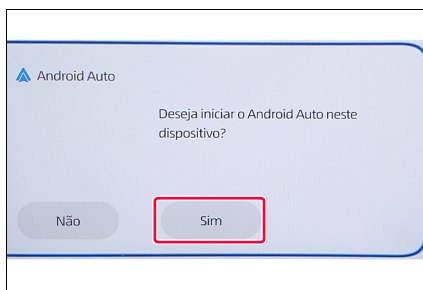 Android Auto
Deseja iniciar o Android Auto neste
dispositivo?
Não
Sim